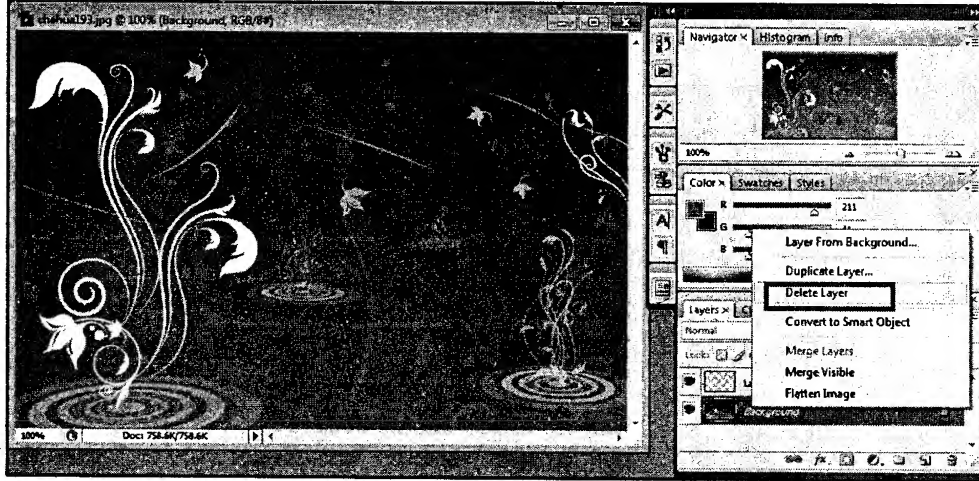 chahua193.jpg @ 100% (Background, RGB/8#)
100%
Doc: 758.6K/758.6K
Navigator × Histogram Info
100%
Color × Swatches Styles
R 211
G
B
Layer From Background...
Duplicate Layer...
Delete Layer
Convert to Smart Object
Merge Layers
Merge Visible
Flatten Image
Layers ×
Normal
Lock:
Background